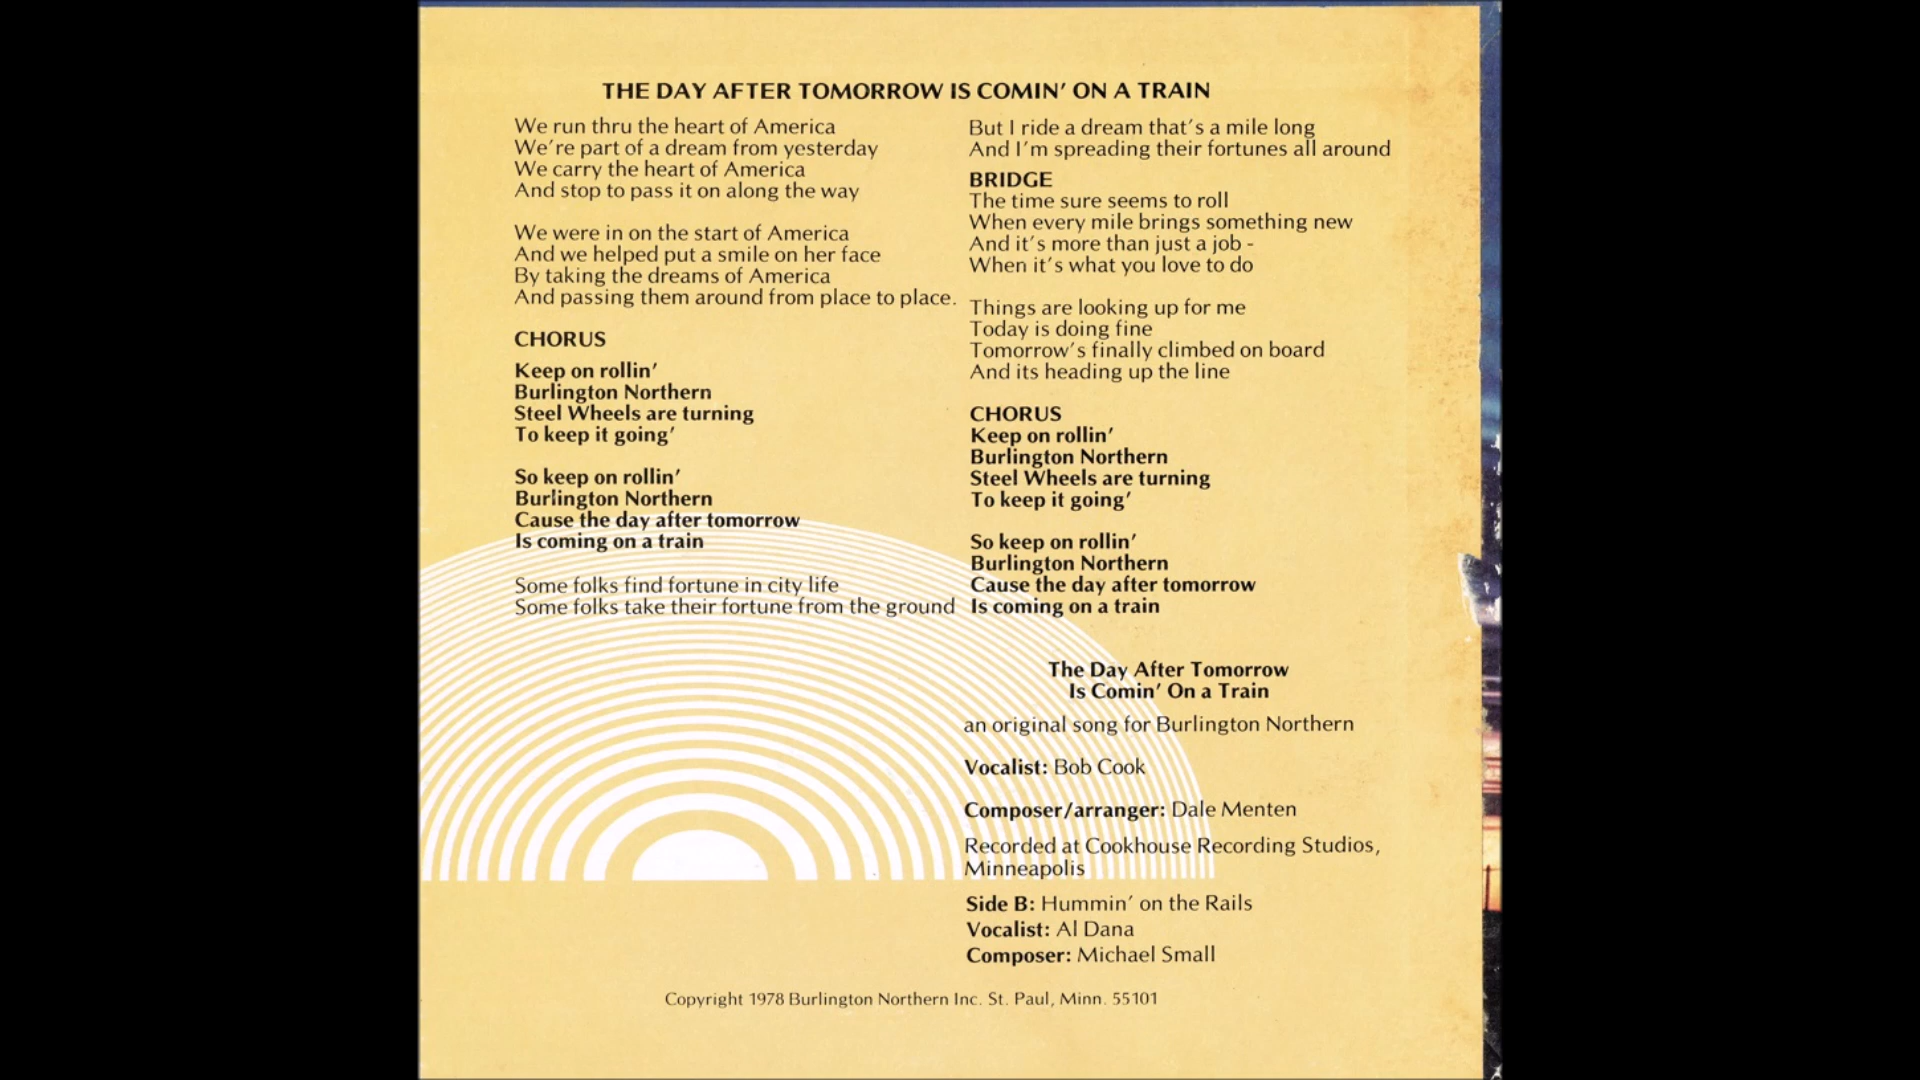 THE DAY AFTER TOMORROW IS COMIN' ON A TRAIN
We run thru the heart of America
We're part of a dream from yesterday
We carry the heart of America
And stop to pass it on along the way
We were in on the start of America
And we helped put a smile on her face
By taking the dreams of America
And passing them around from place to place.
CHORUS
Keep on rollin'
Burlington Northern
Steel Wheels are turning
To keep it going'
So keep on rollin'
Burlington Northern
Cause the day after tomorrow
Is coming on a train
Some folks find fortune in city life
Some folks take their fortune from the ground
But I ride a dream that's a mile long
And I'm spreading their fortunes all around
BRIDGE
The time sure seems to roll
When every mile brings something new
And it's more than just a job -
When it's what you love to do
Things are looking up for me
Today is doing fine
Tomorrow's finally climbed on board
And its heading up the line
CHORUS
Keep on rollin'
Burlington Northern
Steel Wheels are turning
To keep it going'
So keep on rollin'
Burlington Northern
Cause the day after tomorrow
Is coming on a train
The Day After Tomorrow
Is Comin' On a Train
an original song for Burlington Northern
Vocalist: Bob Cook
Composer/arranger: Dale Menten
Recorded at Cookhouse Recording Studios,
Minneapolis
Side B: Hummin' on the Rails
Vocalist: Al Dana
Composer: Michael Small
Copyright 1978 Burlington Northern Inc. St. Paul, Minn. 55101